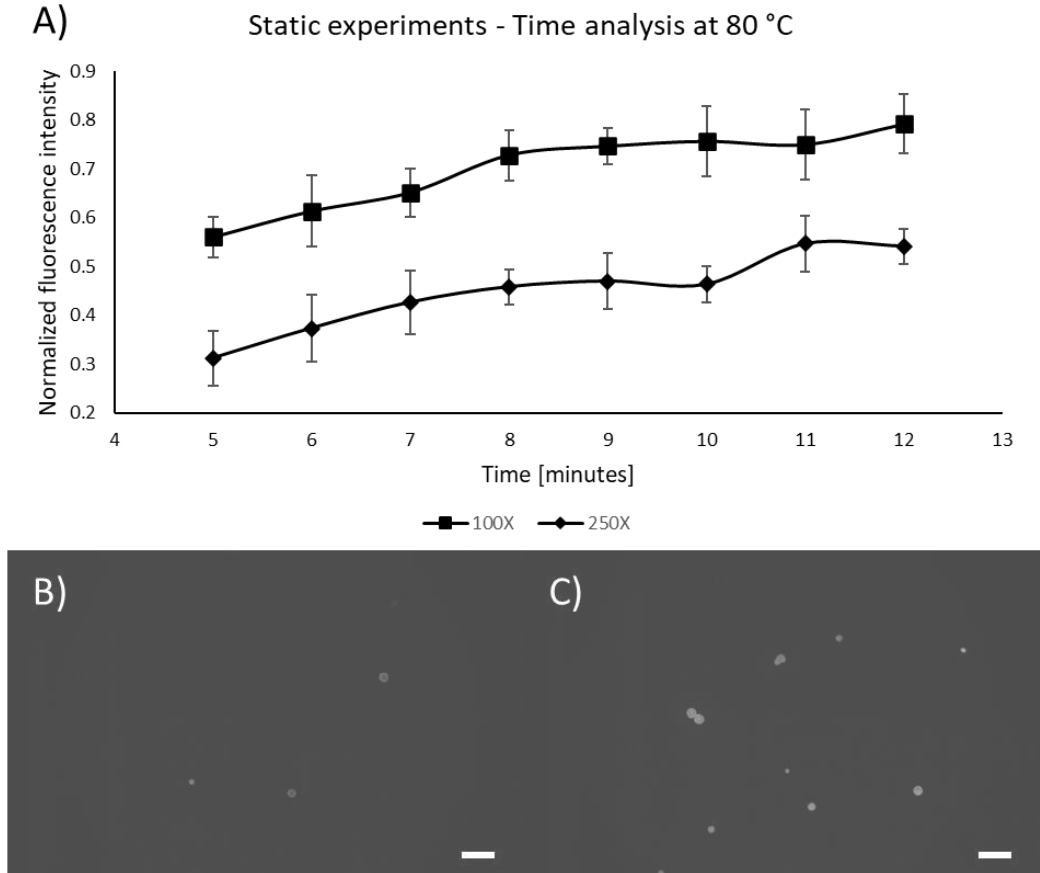 A)
Static experiments - Time analysis at 80 °C
Normalized fluorescence intensity
0.9
0.8
0.7
0.6
0.5
0.4
0.3
0.2
4 5 6 7 8 9 10 11 12 13
Time [minutes]
100X 250X
B)
C)